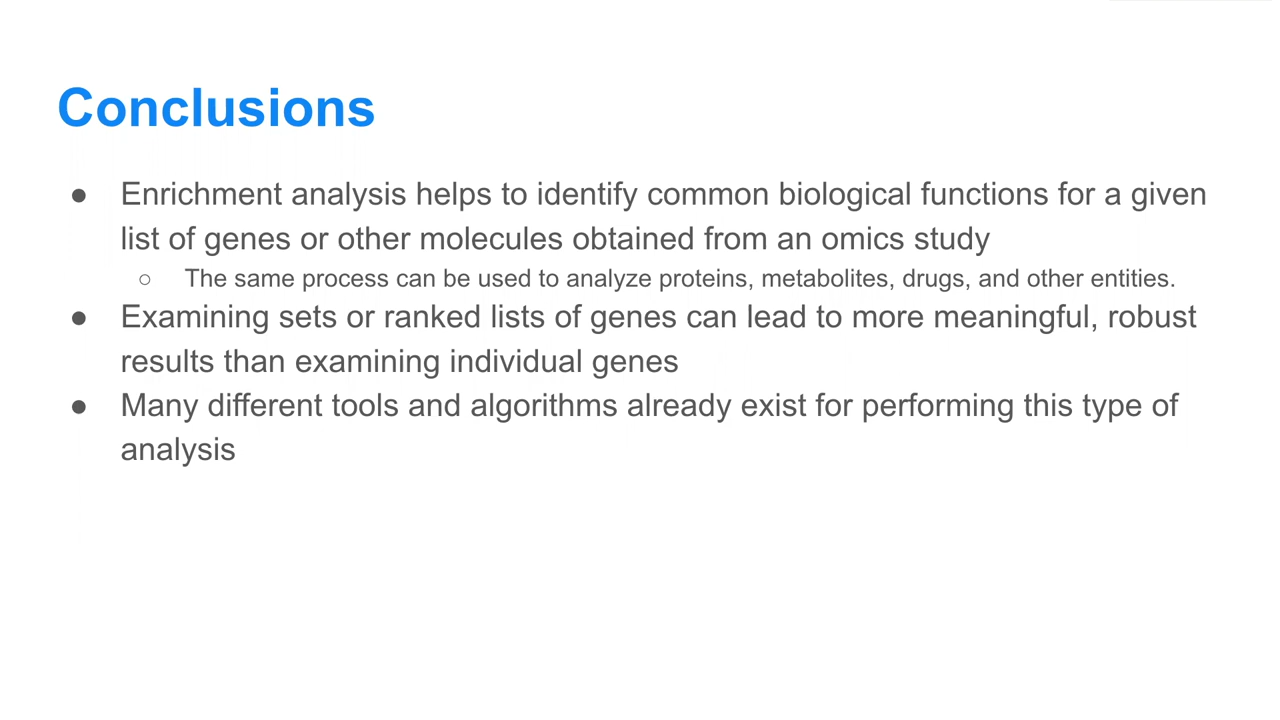 Conclusions
● Enrichment analysis helps to identify common biological functions for a given
list of genes or other molecules obtained from an omics study
○ The same process can be used to analyze proteins, metabolites, drugs, and other entities.
● Examining sets or ranked lists of genes can lead to more meaningful, robust
results than examining individual genes
● Many different tools and algorithms already exist for performing this type of
analysis